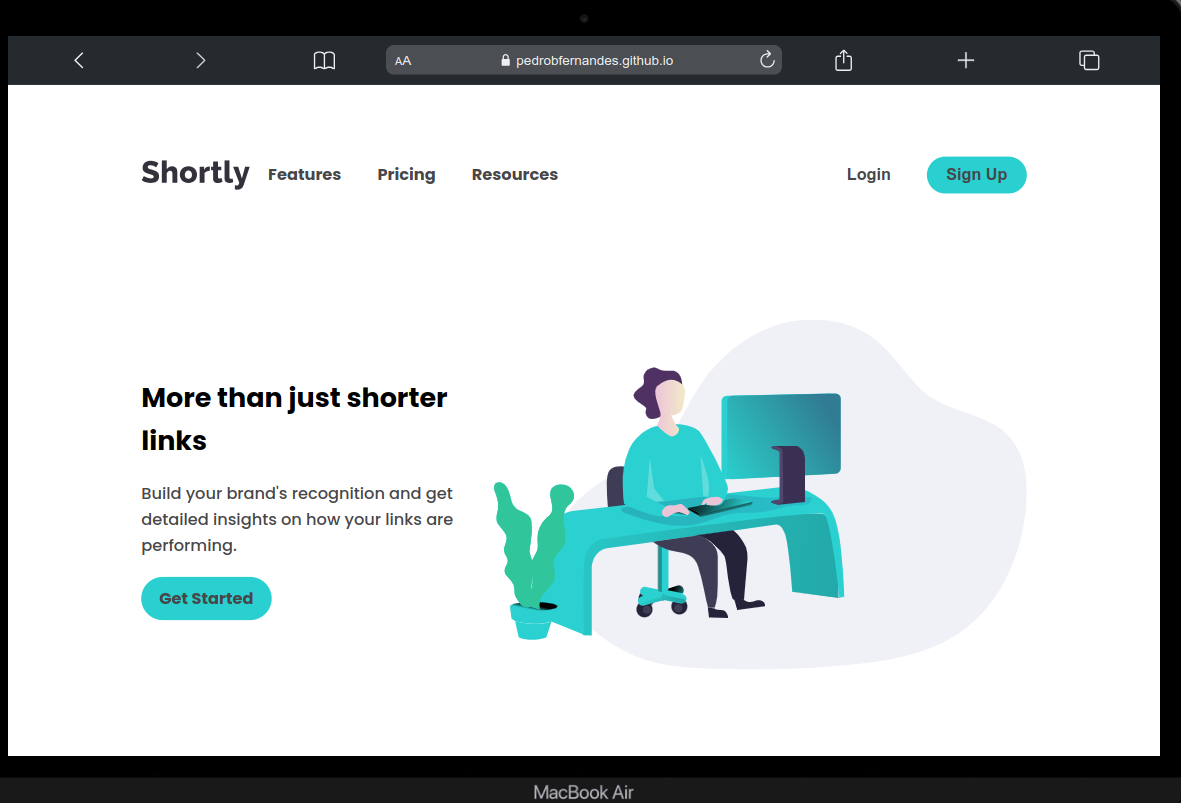 AA pedrobfernandes.github.io
Shortly Features Pricing Resources Login Sign Up
More than just shorter
links
Build your brand's recognition and get
detailed insights on how your links are
performing.
Get Started
MacBook Air